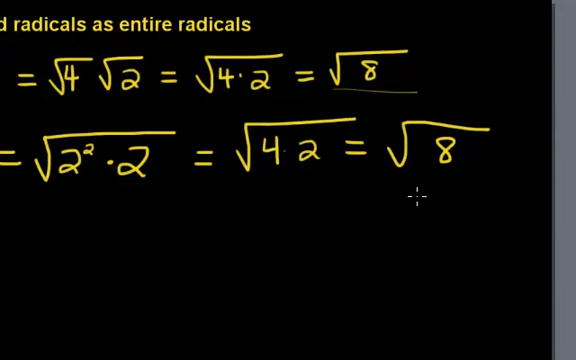 d radicals as entire radicals
= √4 √2 = √4·2 = √8
= √2²·2 = √4·2 = √8